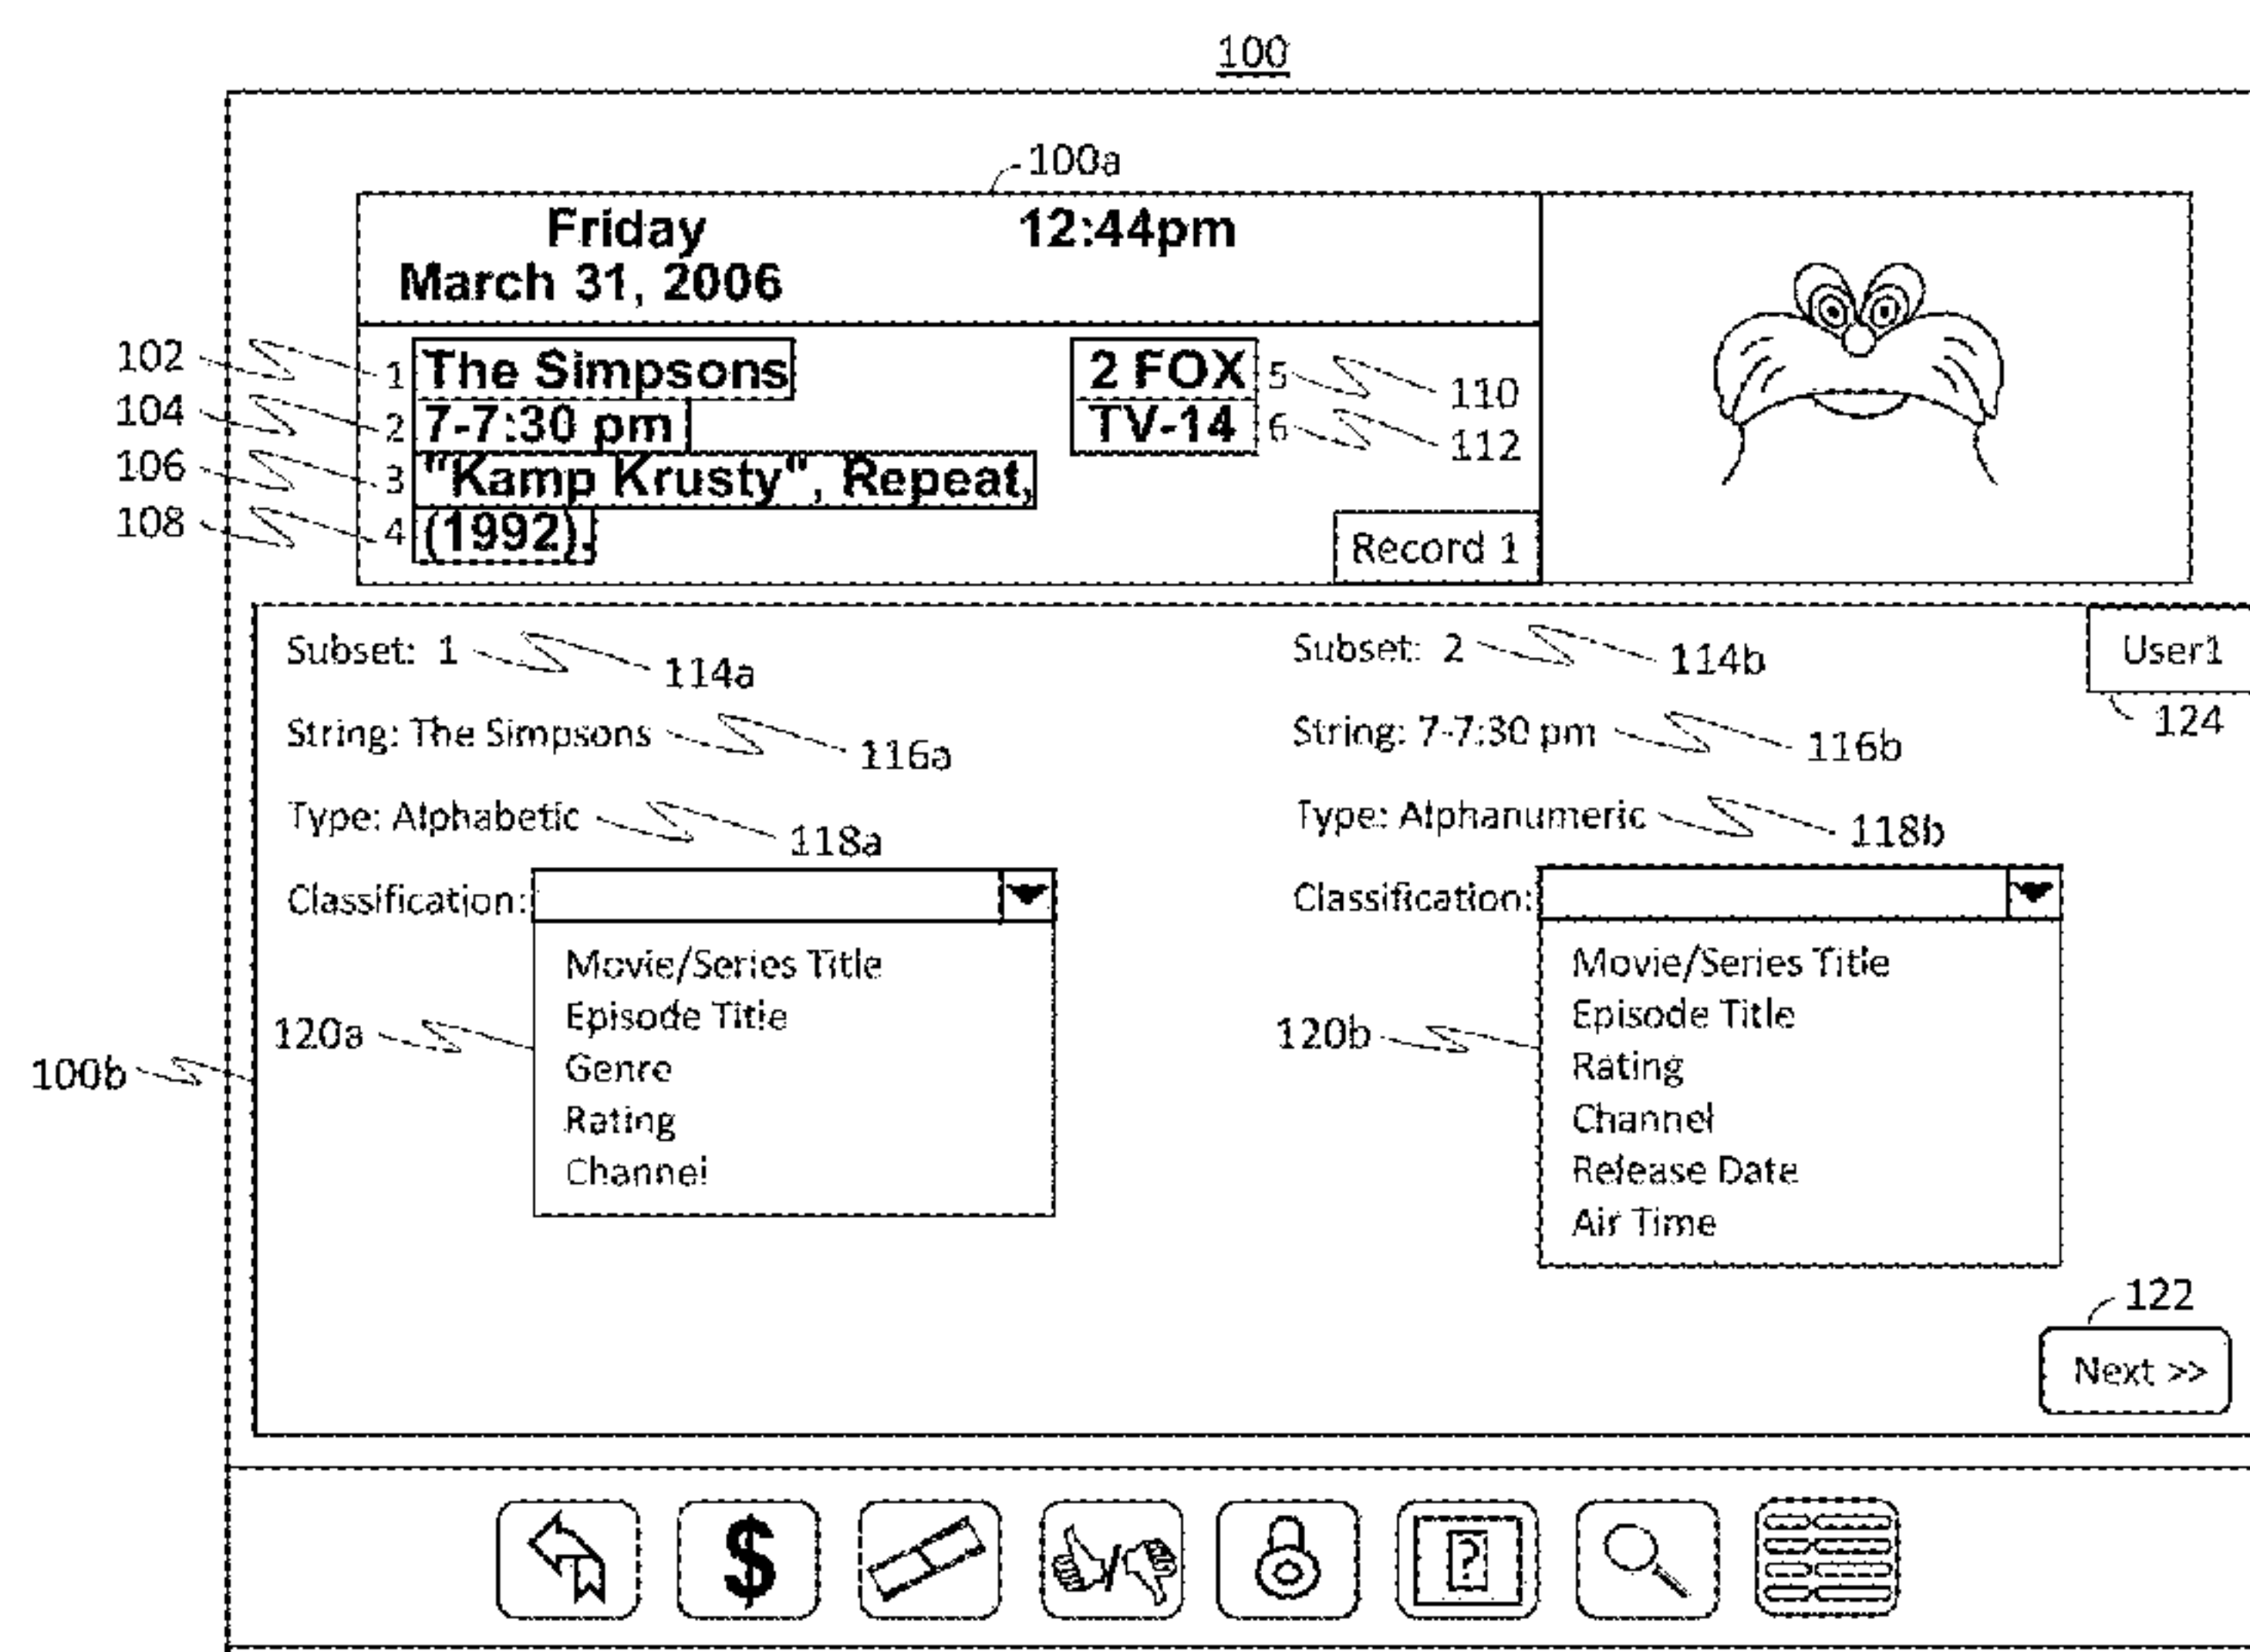 100
100a
Friday 12:44pm
March 31, 2006
102 1 The Simpsons 2 FOX 5 110
104 2 7-7:30 pm TV-14 6 112
106 3 "Kamp Krusty", Repeat,
108 4 (1992).
Record 1
Subset: 1 114a Subset: 2 114b User1
124
String: The Simpsons 116a String: 7-7:30 pm 116b
Type: Alphabetic 118a Type: Alphanumeric 118b
Classification: Classification:
Movie/Series Title Movie/Series Title
Episode Title Episode Title
120a 120b
Genre Rating
100b
Rating Channel
Channel Release Date
Air Time
122
Next >>
$
/
?